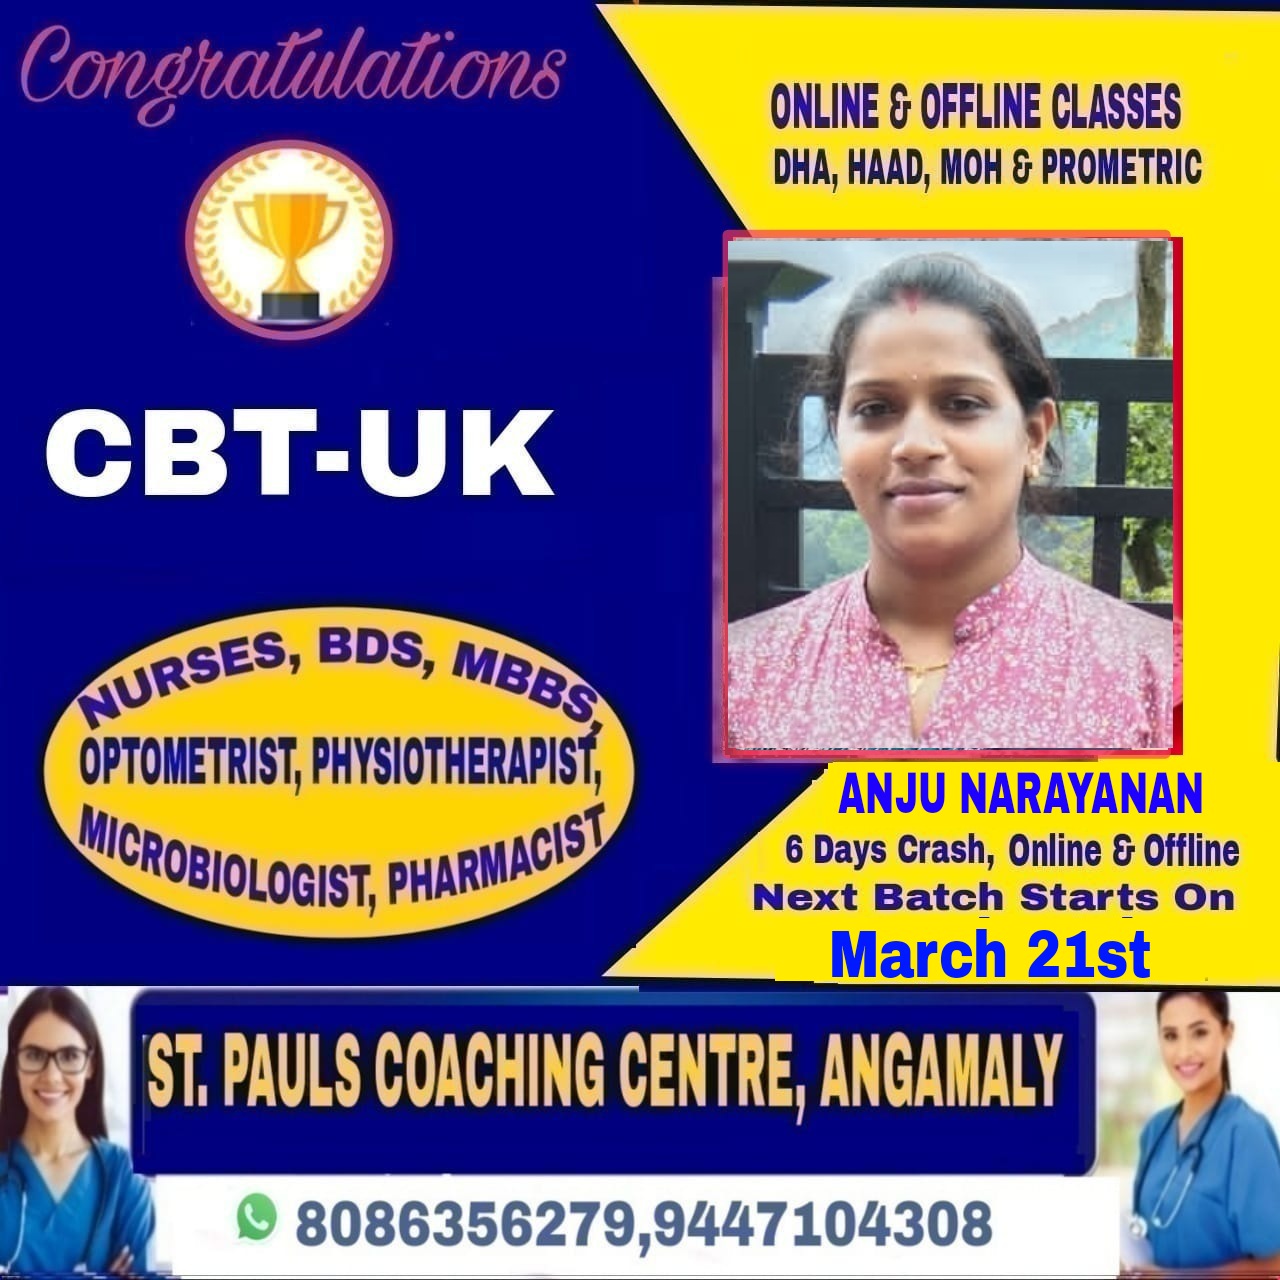 Congratulations
ONLINE & OFFLINE CLASSES
DHA, HAAD, MOH & PROMETRIC
CBT-UK
NURSES, BDS, MBBS,
OPTOMETRIST, PHYSIOTHERAPIST,
MICROBIOLOGIST, PHARMACIST
ANJU NARAYANAN
6 Days Crash, Online & Offline
Next Batch Starts On
March 21st
ST. PAULS COACHING CENTRE, ANGAMALY
8086356279,9447104308